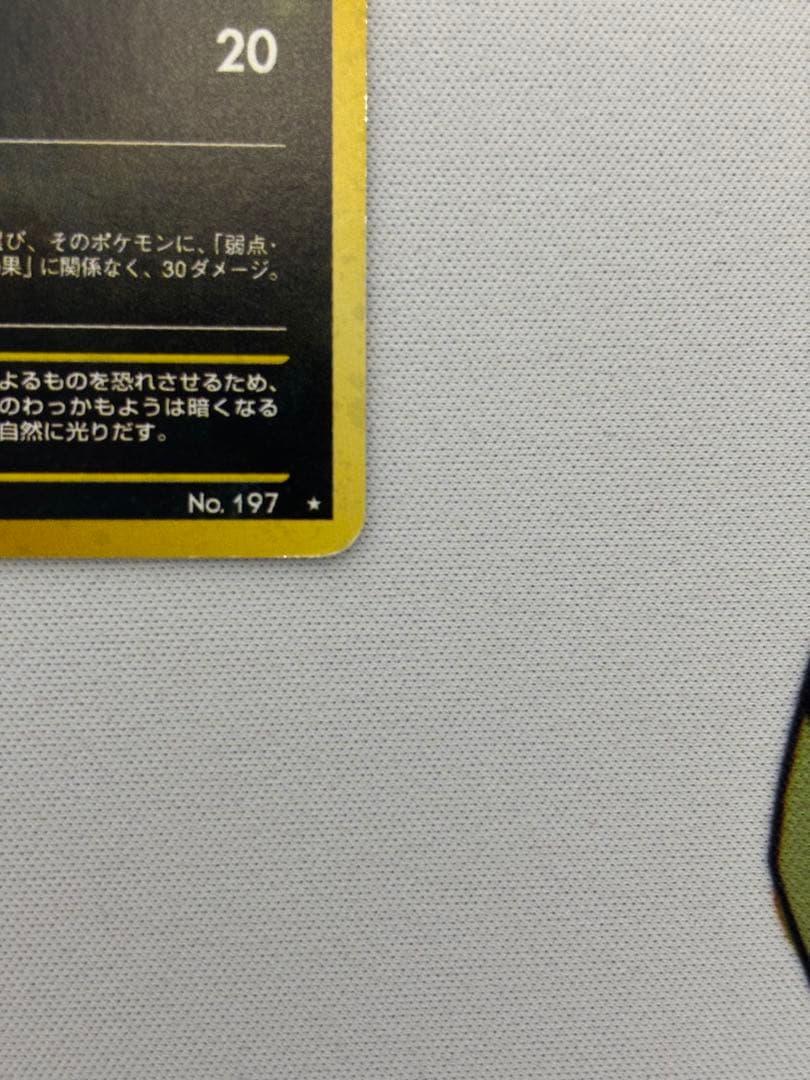 20
び、そのポケモンに、「弱点・
果」に関係なく、30ダメージ。
よるものを恐れさせるため、
のわっかもようは暗くなる
自然に光りだす。
No. 197 ★